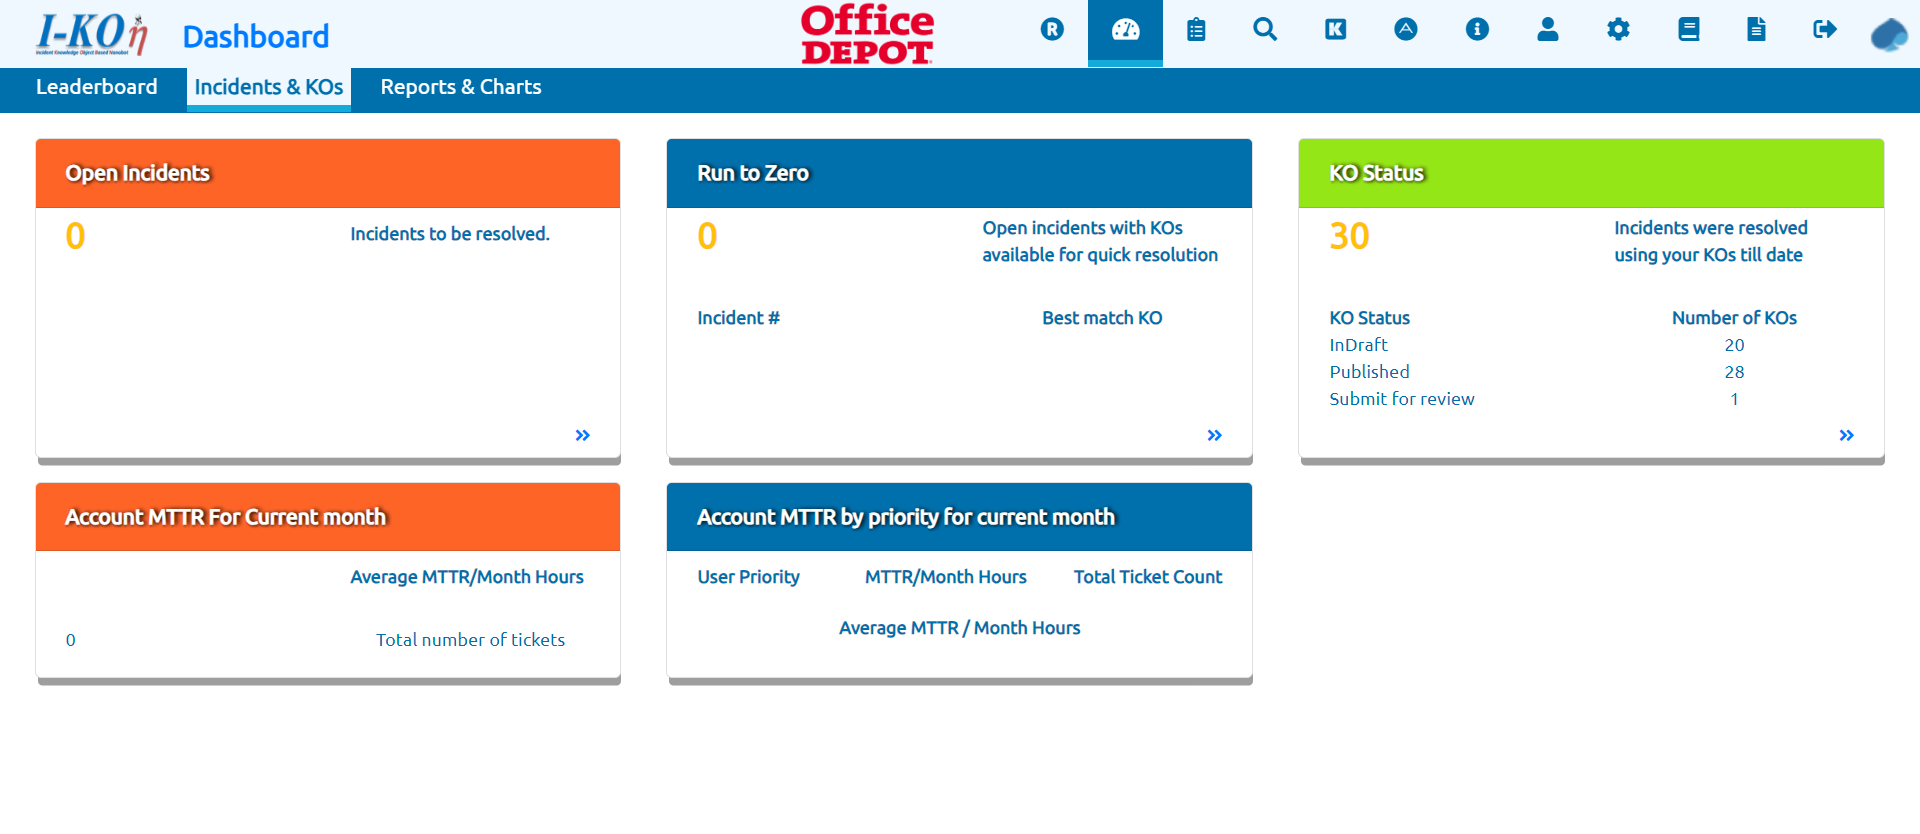 I-KOη
Incident Knowledge Object Based Nanobot
Dashboard
Office
DEPOT
R
K
A
i
Leaderboard
Incidents & KOs
Reports & Charts
Open Incidents
0
Incidents to be resolved.
»
Run to Zero
0
Open incidents with KOs
available for quick resolution
Incident # Best match KO
»
KO Status
30
Incidents were resolved
using your KOs till date
KO Status Number of KOs
InDraft 20
Published 28
Submit for review 1
»
Account MTTR For Current month
Average MTTR/Month Hours
0 Total number of tickets
Account MTTR by priority for current month
User Priority MTTR/Month Hours Total Ticket Count
Average MTTR / Month Hours